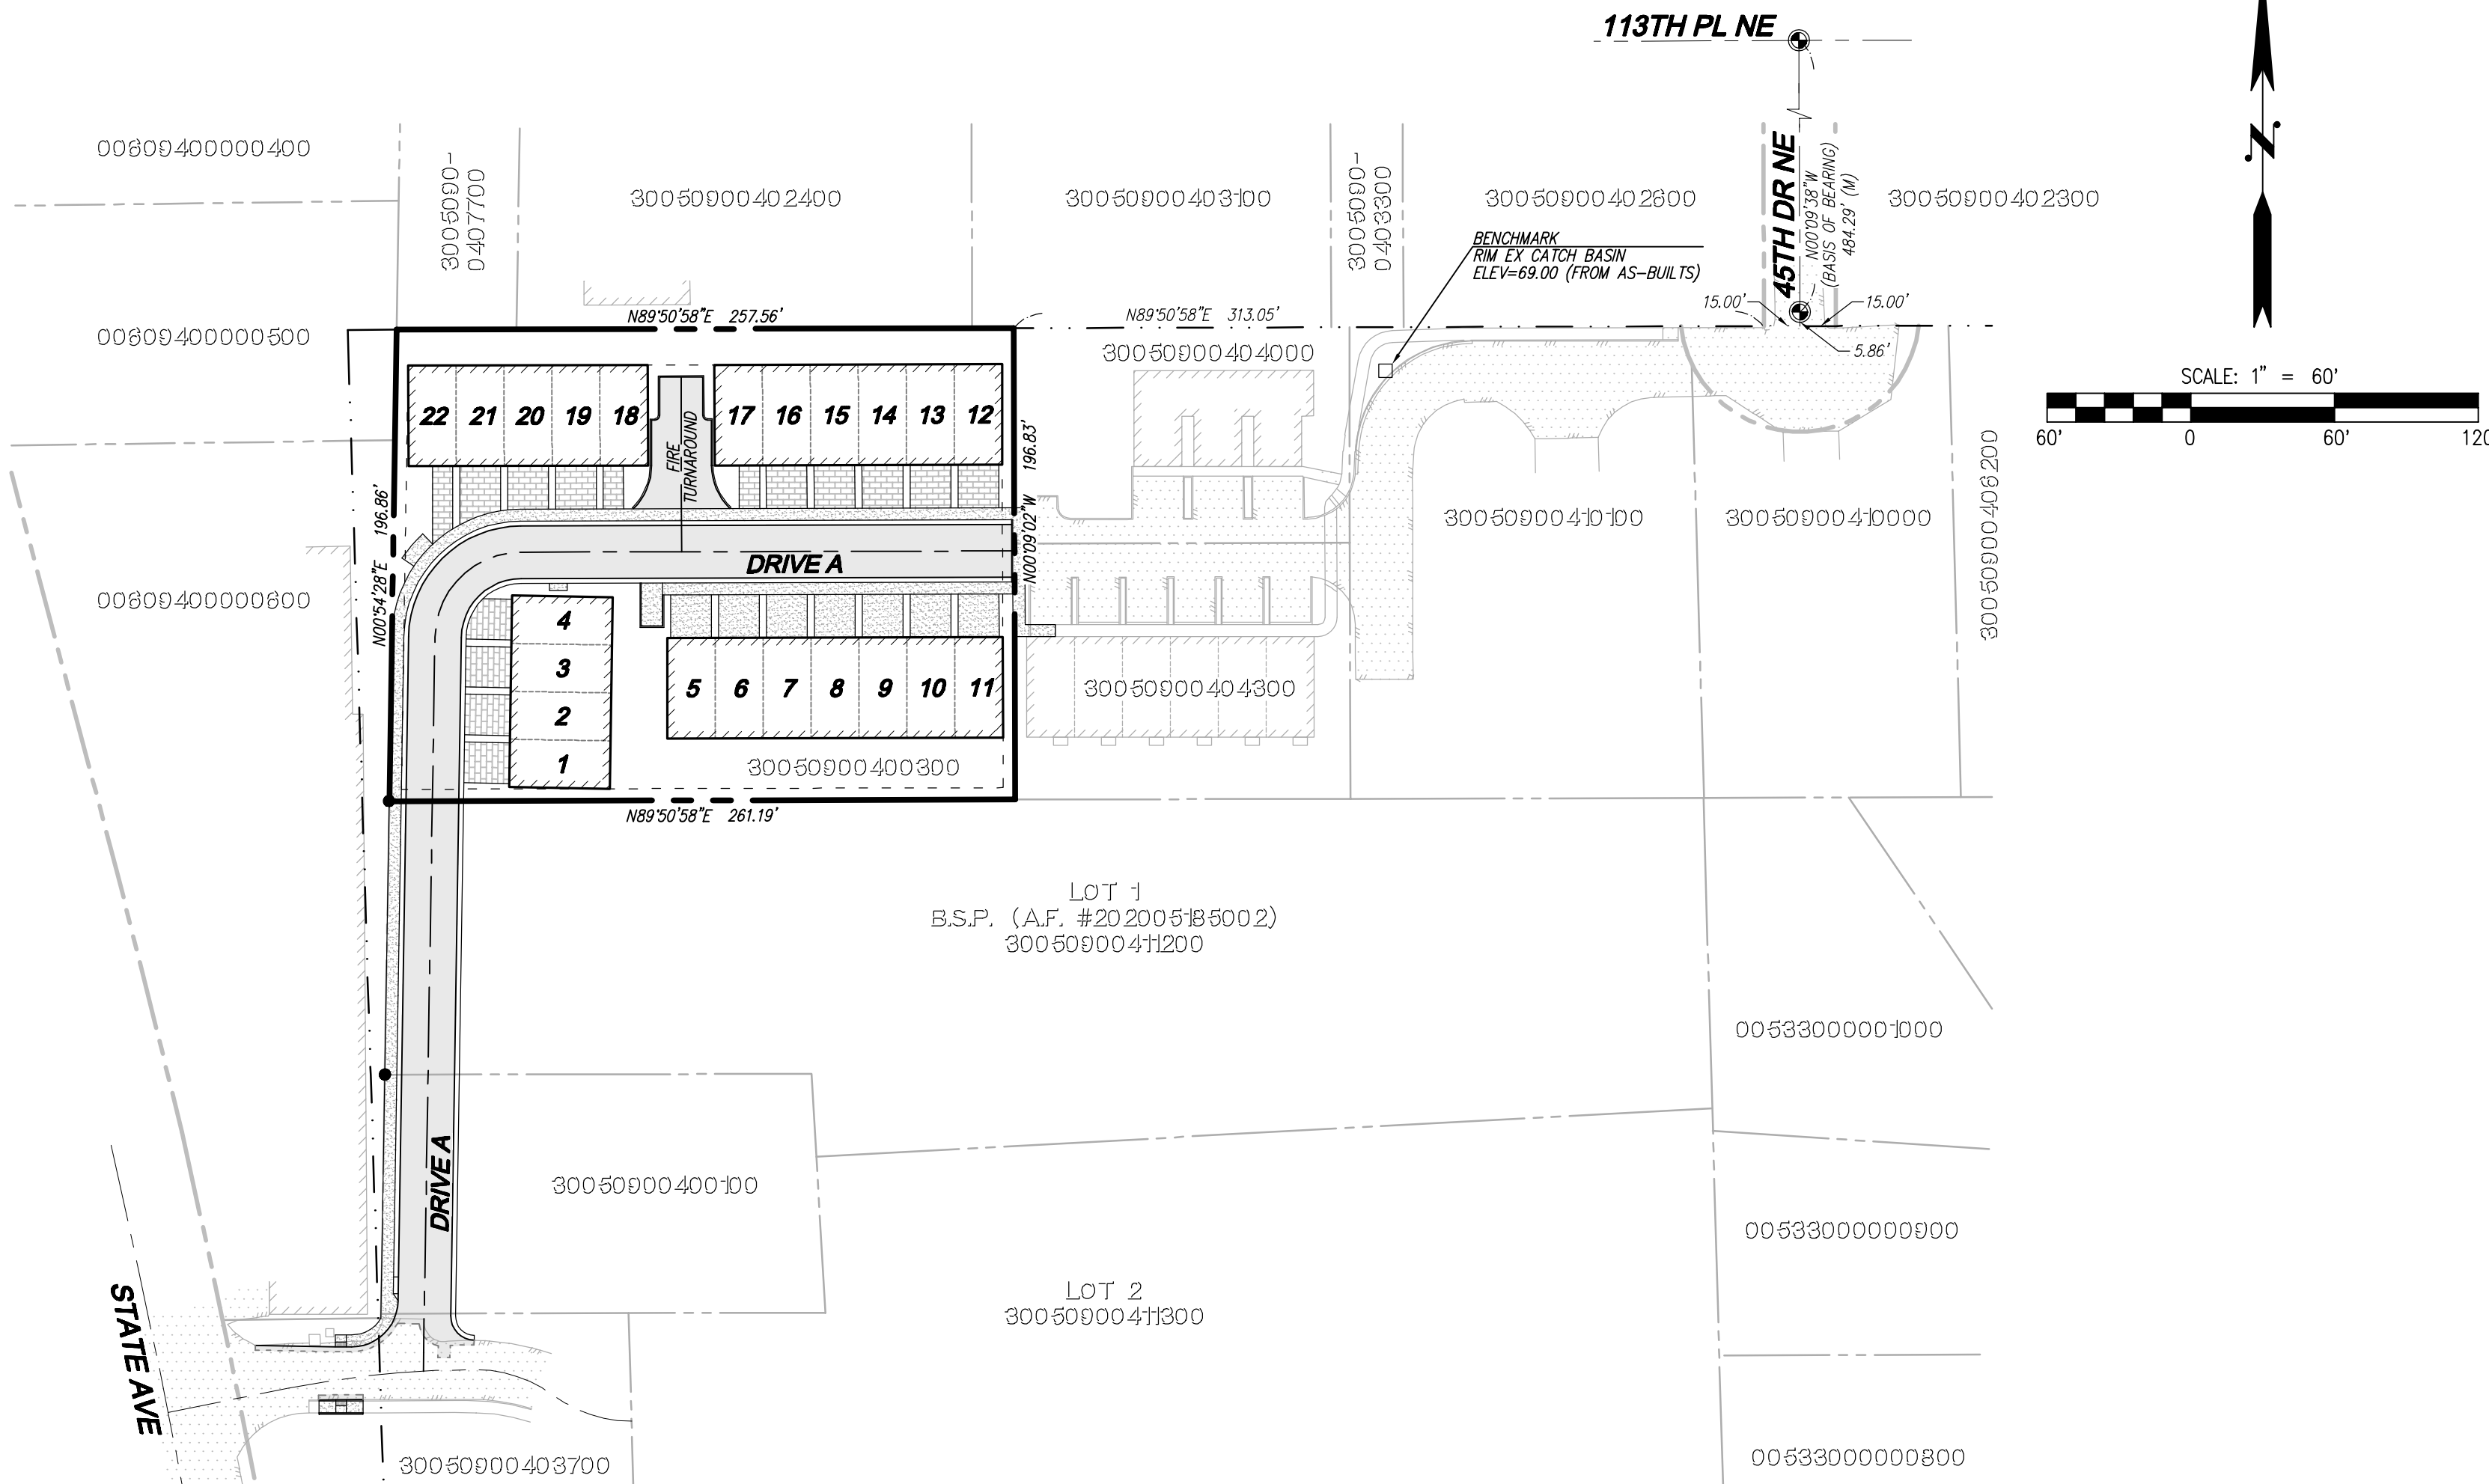 113TH PL NE
00609400000400
30050900402400
30050900403100
30050900402600
30050900402300
30050090-
0407700
30050090-
0403300
45TH DR NE
N00°09'38"W
(BASIS OF BEARING)
484.29' (M)
BENCHMARK
RIM EX CATCH BASIN
ELEV=69.00 (FROM AS-BUILTS)
15.00'
15.00'
5.86'
N
SCALE: 1" = 60'
60'
0
60'
120
00609400000500
N89°50'58"E 257.56'
N89°50'58"E 313.05'
30050900404000
22
21
20
19
18
FIRE
TURNAROUND
17
16
15
14
13
12
N00°54'28"E 196.86'
N00°09'02"W 196.83'
30050900410100
30050900410000
30050900406200
DRIVE A
00609400000600
4
3
2
1
5
6
7
8
9
10
11
30050900404300
30050900400300
N89°50'58"E 261.19'
LOT 1
B.S.P. (A.F. #202005185002)
30050900411200
00533000001000
DRIVE A
30050900400100
00533000000900
LOT 2
30050900411300
STATE AVE
30050900403700
00533000000800